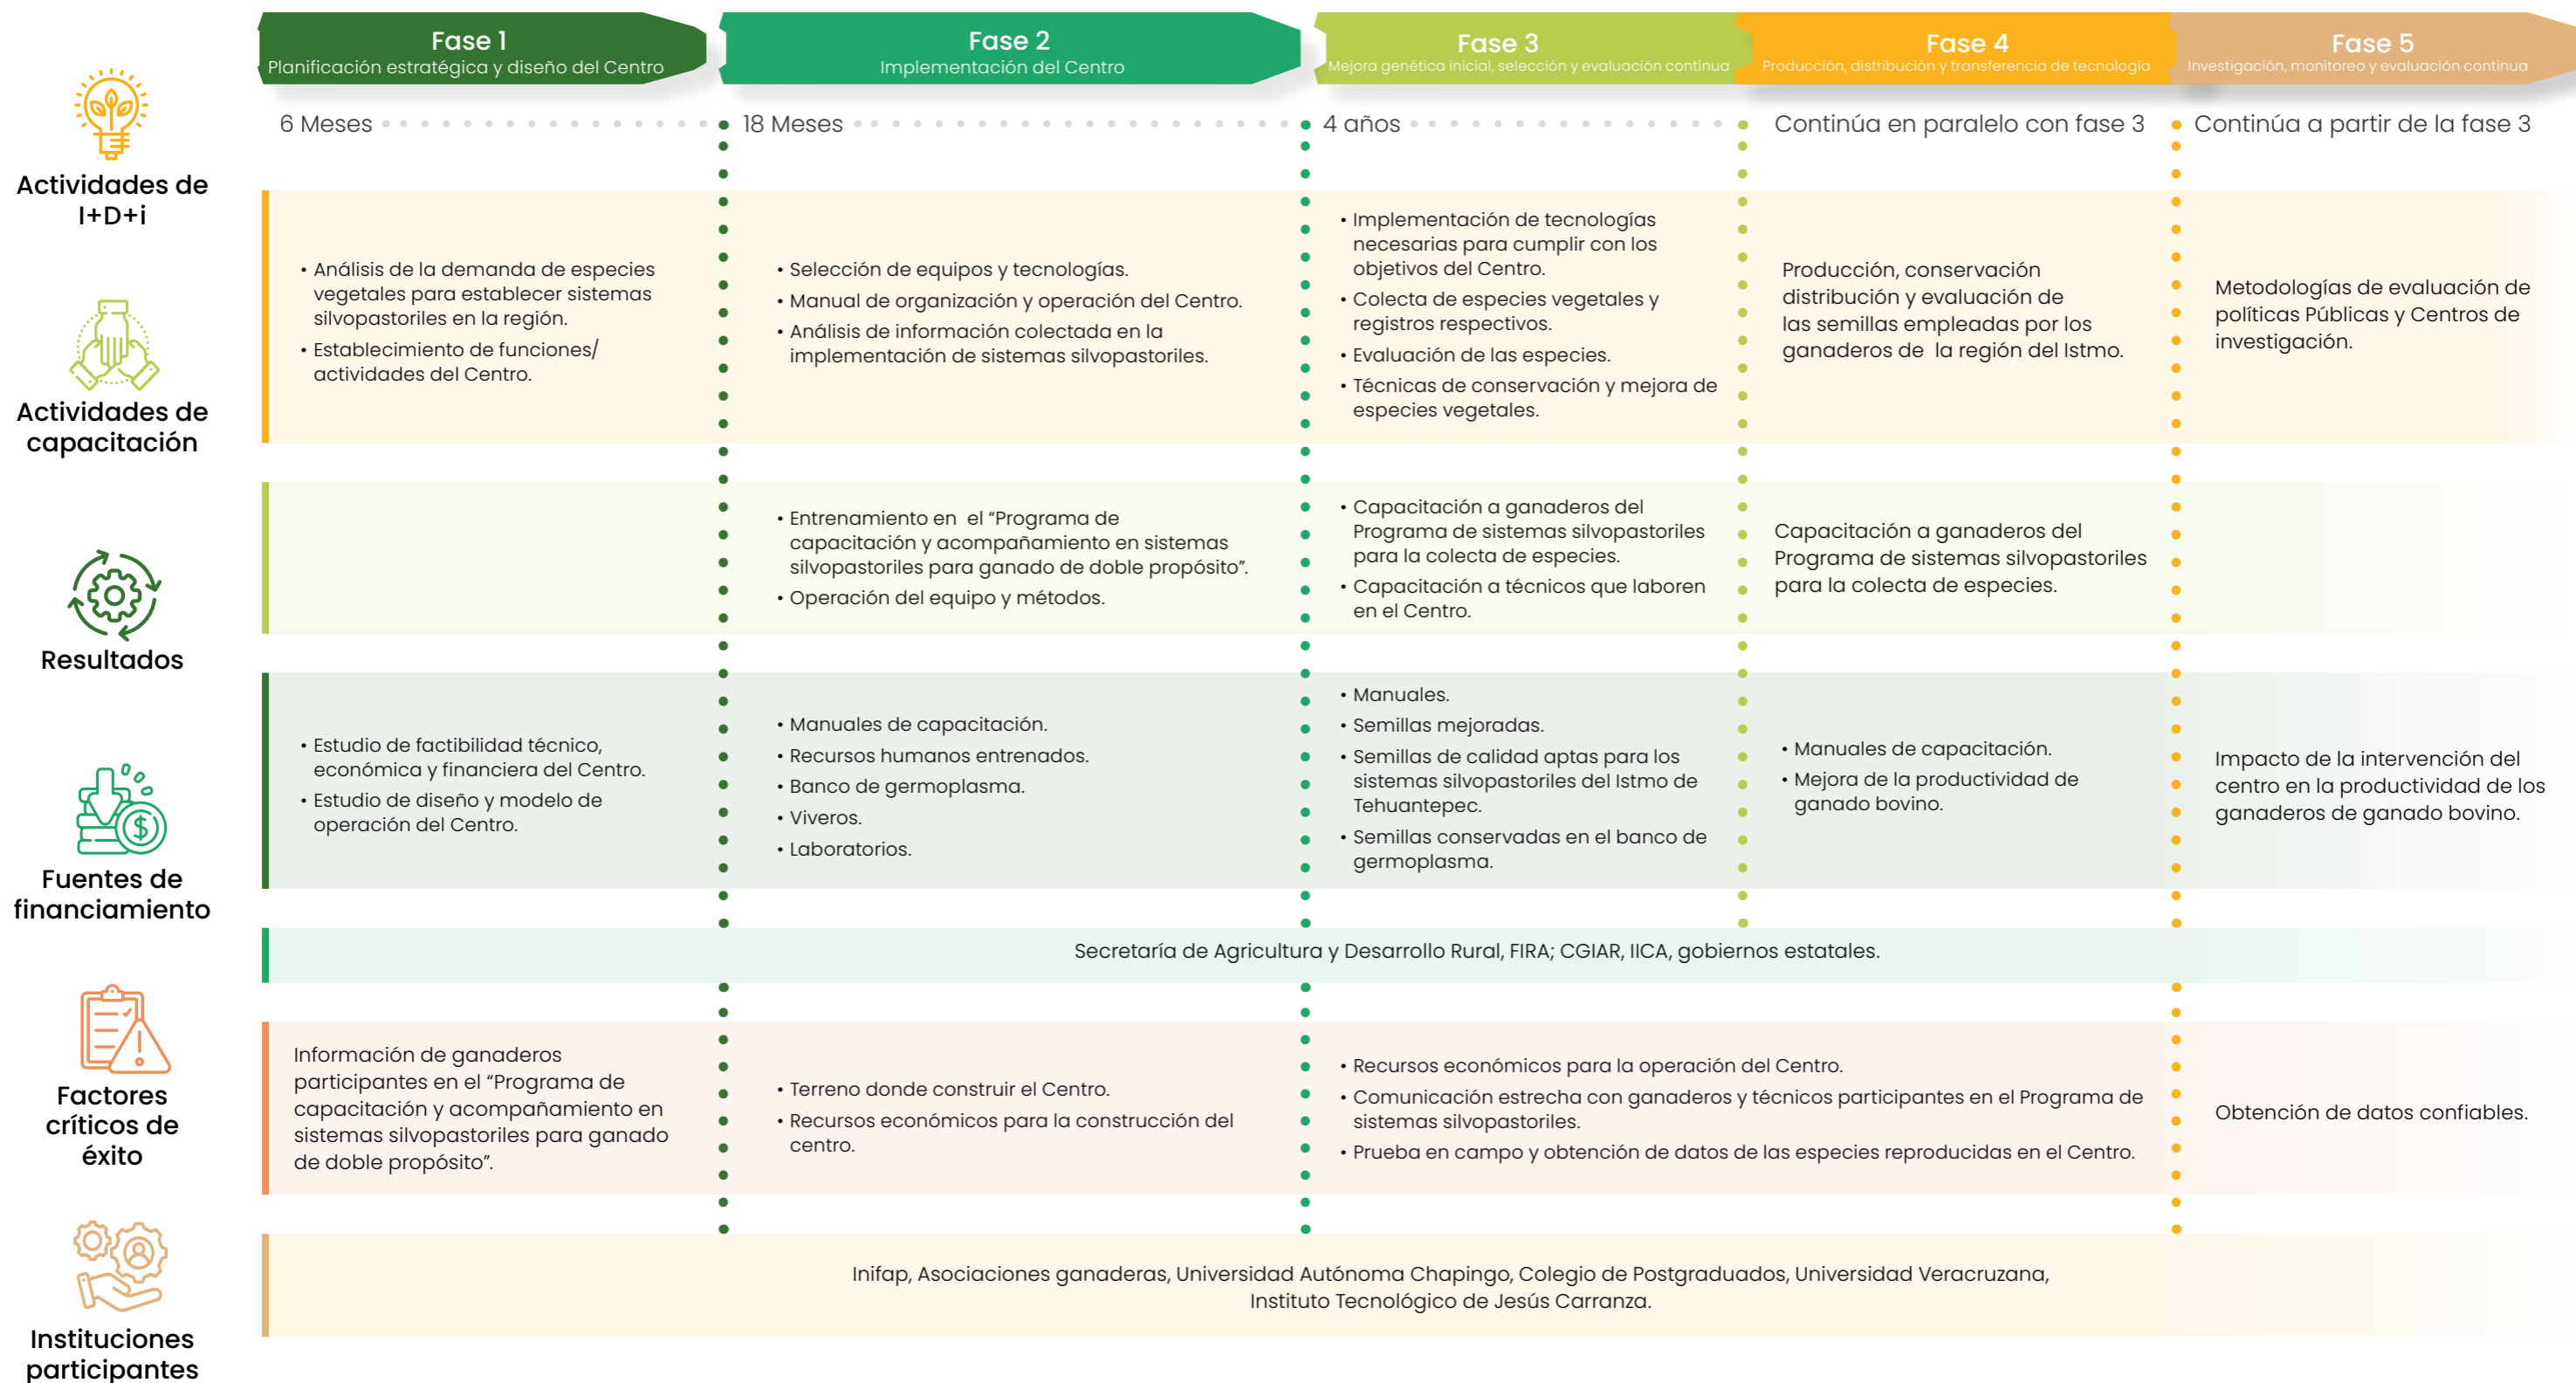 Fase 1
Planificación estratégica y diseño del Centro
Fase 2
Implementación del Centro
Fase 3
Mejora genética inicial, selección y evaluación continua
Fase 4
Producción, distribución y transferencia de tecnología
Fase 5
Investigación, monitoreo y evaluación continua
6 Meses
18 Meses
4 años
Continúa en paralelo con fase 3
Continúa a partir de la fase 3
Actividades de
I+D+i
• Análisis de la demanda de especies
vegetales para establecer sistemas
silvopastoriles en la región.
• Establecimiento de funciones/
actividades del Centro.
• Selección de equipos y tecnologías.
• Manual de organización y operación del Centro.
• Análisis de información colectada en la
implementación de sistemas silvopastoriles.
• Implementación de tecnologías
necesarias para cumplir con los
objetivos del Centro.
• Colecta de especies vegetales y
registros respectivos.
• Evaluación de las especies.
• Técnicas de conservación y mejora de
especies vegetales.
Producción, conservación
distribución y evaluación de
las semillas empleadas por los
ganaderos de la región del Istmo.
Metodologías de evaluación de
políticas Públicas y Centros de
investigación.
Actividades de
capacitación
• Entrenamiento en el “Programa de
capacitación y acompañamiento en sistemas
silvopastoriles para ganado de doble propósito”.
• Operación del equipo y métodos.
• Capacitación a ganaderos del
Programa de sistemas silvopastoriles
para la colecta de especies.
• Capacitación a técnicos que laboren
en el Centro.
Capacitación a ganaderos del
Programa de sistemas silvopastoriles
para la colecta de especies.
Resultados
• Estudio de factibilidad técnico,
económica y financiera del Centro.
• Estudio de diseño y modelo de
operación del Centro.
• Manuales de capacitación.
• Recursos humanos entrenados.
• Banco de germoplasma.
• Viveros.
• Laboratorios.
• Manuales.
• Semillas mejoradas.
• Semillas de calidad aptas para los
sistemas silvopastoriles del Istmo de
Tehuantepec.
• Semillas conservadas en el banco de
germoplasma.
• Manuales de capacitación.
• Mejora de la productividad de
ganado bovino.
Impacto de la intervención del
centro en la productividad de los
ganaderos de ganado bovino.
Fuentes de
financiamiento
Secretaría de Agricultura y Desarrollo Rural, FIRA; CGIAR, IICA, gobiernos estatales.
Factores
críticos de
éxito
Información de ganaderos
participantes en el “Programa de
capacitación y acompañamiento en
sistemas silvopastoriles para ganado
de doble propósito”.
• Terreno donde construir el Centro.
• Recursos económicos para la construcción del
centro.
• Recursos económicos para la operación del Centro.
• Comunicación estrecha con ganaderos y técnicos participantes en el Programa de
sistemas silvopastoriles.
• Prueba en campo y obtención de datos de las especies reproducidas en el Centro.
Obtención de datos confiables.
Instituciones
participantes
Inifap, Asociaciones ganaderas, Universidad Autónoma Chapingo, Colegio de Postgraduados, Universidad Veracruzana,
Instituto Tecnológico de Jesús Carranza.